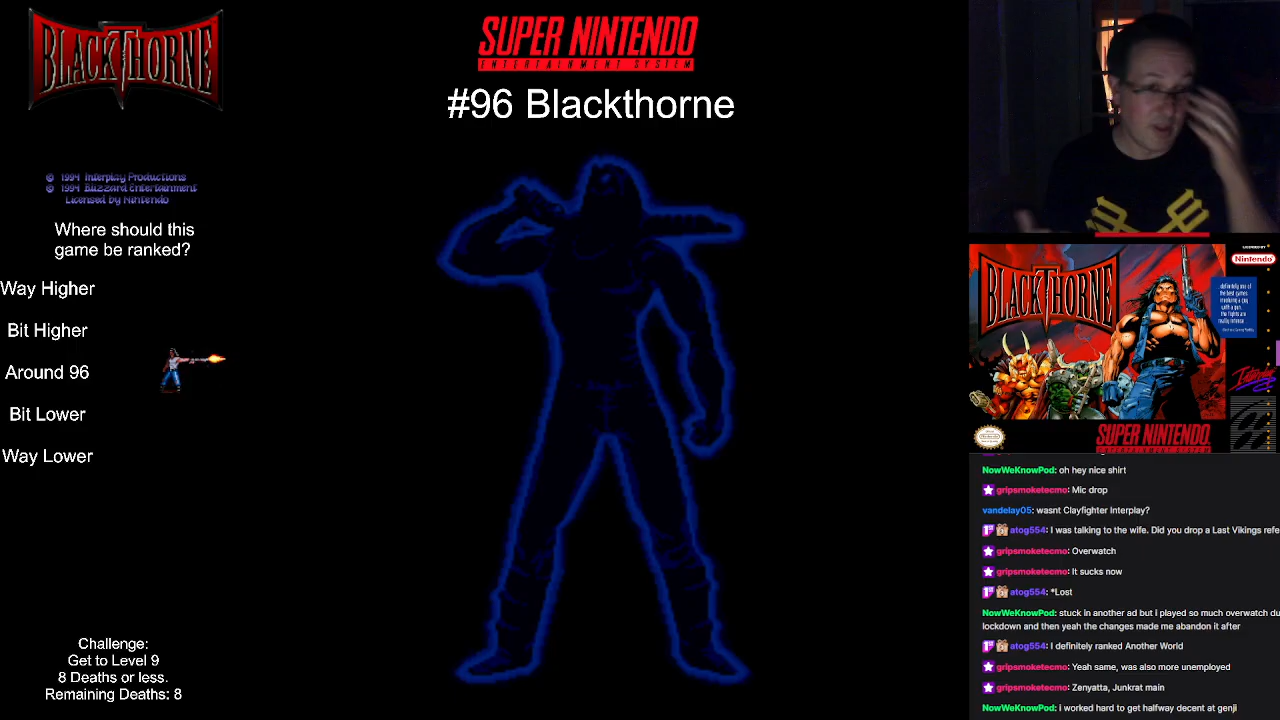 BLACKTHORNE
SUPER NINTENDO
ENTERTAINMENT SYSTEM
#96 Blackthorne
© 1994 Interplay Productions
© 1994 Blizzard Entertainment
Licensed by Nintendo
Where should this
game be ranked?
Way Higher
Bit Higher
Around 96
Bit Lower
Way Lower
Challenge:
Get to Level 9
8 Deaths or less.
Remaining Deaths: 8
BLACKTHORNE
Nintendo
Interplay
SUPER NINTENDO
ENTERTAINMENT SYSTEM
NowWeKnowPod: oh hey nice shirt
gripsmoketecmo: Mic drop
vandelay05: wasnt Clayfighter Interplay?
atog554: I was talking to the wife. Did you drop a Last Vikings refe
gripsmoketecmo: Overwatch
gripsmoketecmo: It sucks now
atog554: *Lost
NowWeKnowPod: stuck in another ad but i played so much overwatch du
lockdown and then yeah the changes made me abandon it after
atog554: I definitely ranked Another World
gripsmoketecmo: Yeah same, was also more unemployed
gripsmoketecmo: Zenyatta, Junkrat main
NowWeKnowPod: i worked hard to get halfway decent at genji